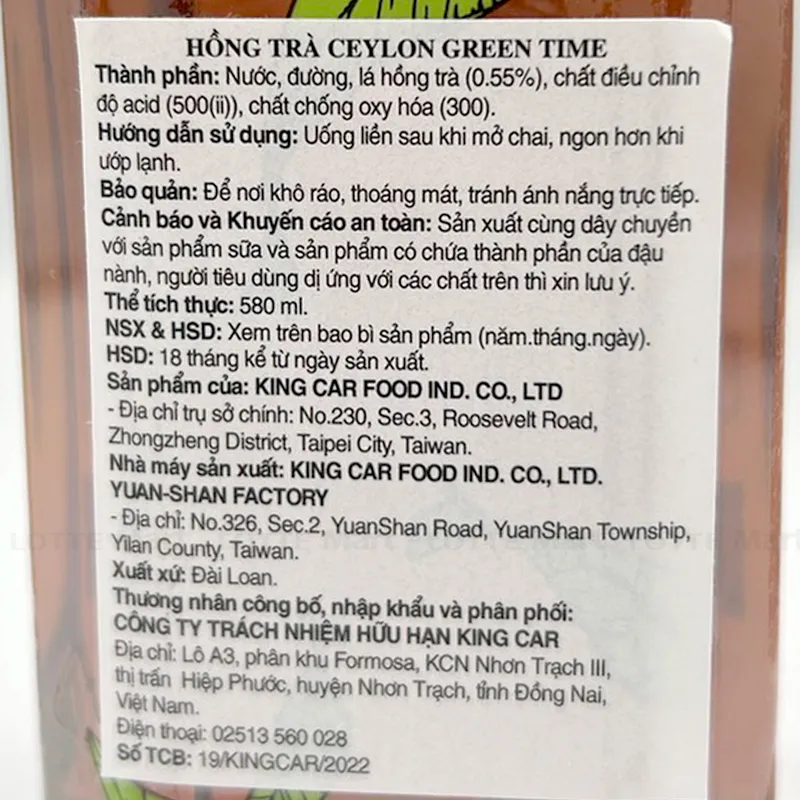 HỒNG TRÀ CEYLON GREEN TIME
Thành phần: Nước, đường, lá hồng trà (0.55%), chất điều chỉnh
độ acid (500(ii)), chất chống oxy hóa (300).
Hướng dẫn sử dụng: Uống liền sau khi mở chai, ngon hơn khi
ướp lạnh.
Bảo quản: Để nơi khô ráo, thoáng mát, tránh ánh nắng trực tiếp.
Cảnh báo và Khuyến cáo an toàn: Sản xuất cùng dây chuyền
với sản phẩm sữa và sản phẩm có chứa thành phần của đậu
nành, người tiêu dùng dị ứng với các chất trên thì xin lưu ý.
Thể tích thực: 580 ml.
NSX & HSD: Xem trên bao bì sản phẩm (năm.tháng.ngày).
HSD: 18 tháng kể từ ngày sản xuất.
Sản phẩm của: KING CAR FOOD IND. CO., LTD
- Địa chỉ trụ sở chính: No.230, Sec.3, Roosevelt Road,
Zhongzheng District, Taipei City, Taiwan.
Nhà máy sản xuất: KING CAR FOOD IND. CO., LTD.
YUAN-SHAN FACTORY
- Địa chỉ: No.326, Sec.2, YuanShan Road, YuanShan Township,
Yilan County, Taiwan.
Xuất xứ: Đài Loan.
Thương nhân công bố, nhập khẩu và phân phối:
CÔNG TY TRÁCH NHIỆM HỮU HẠN KING CAR
Địa chỉ: Lô A3, phân khu Formosa, KCN Nhơn Trạch III,
thị trấn Hiệp Phước, huyện Nhơn Trạch, tỉnh Đồng Nai,
Việt Nam.
Điện thoại: 02513 560 028
Số TCB: 19/KINGCAR/2022